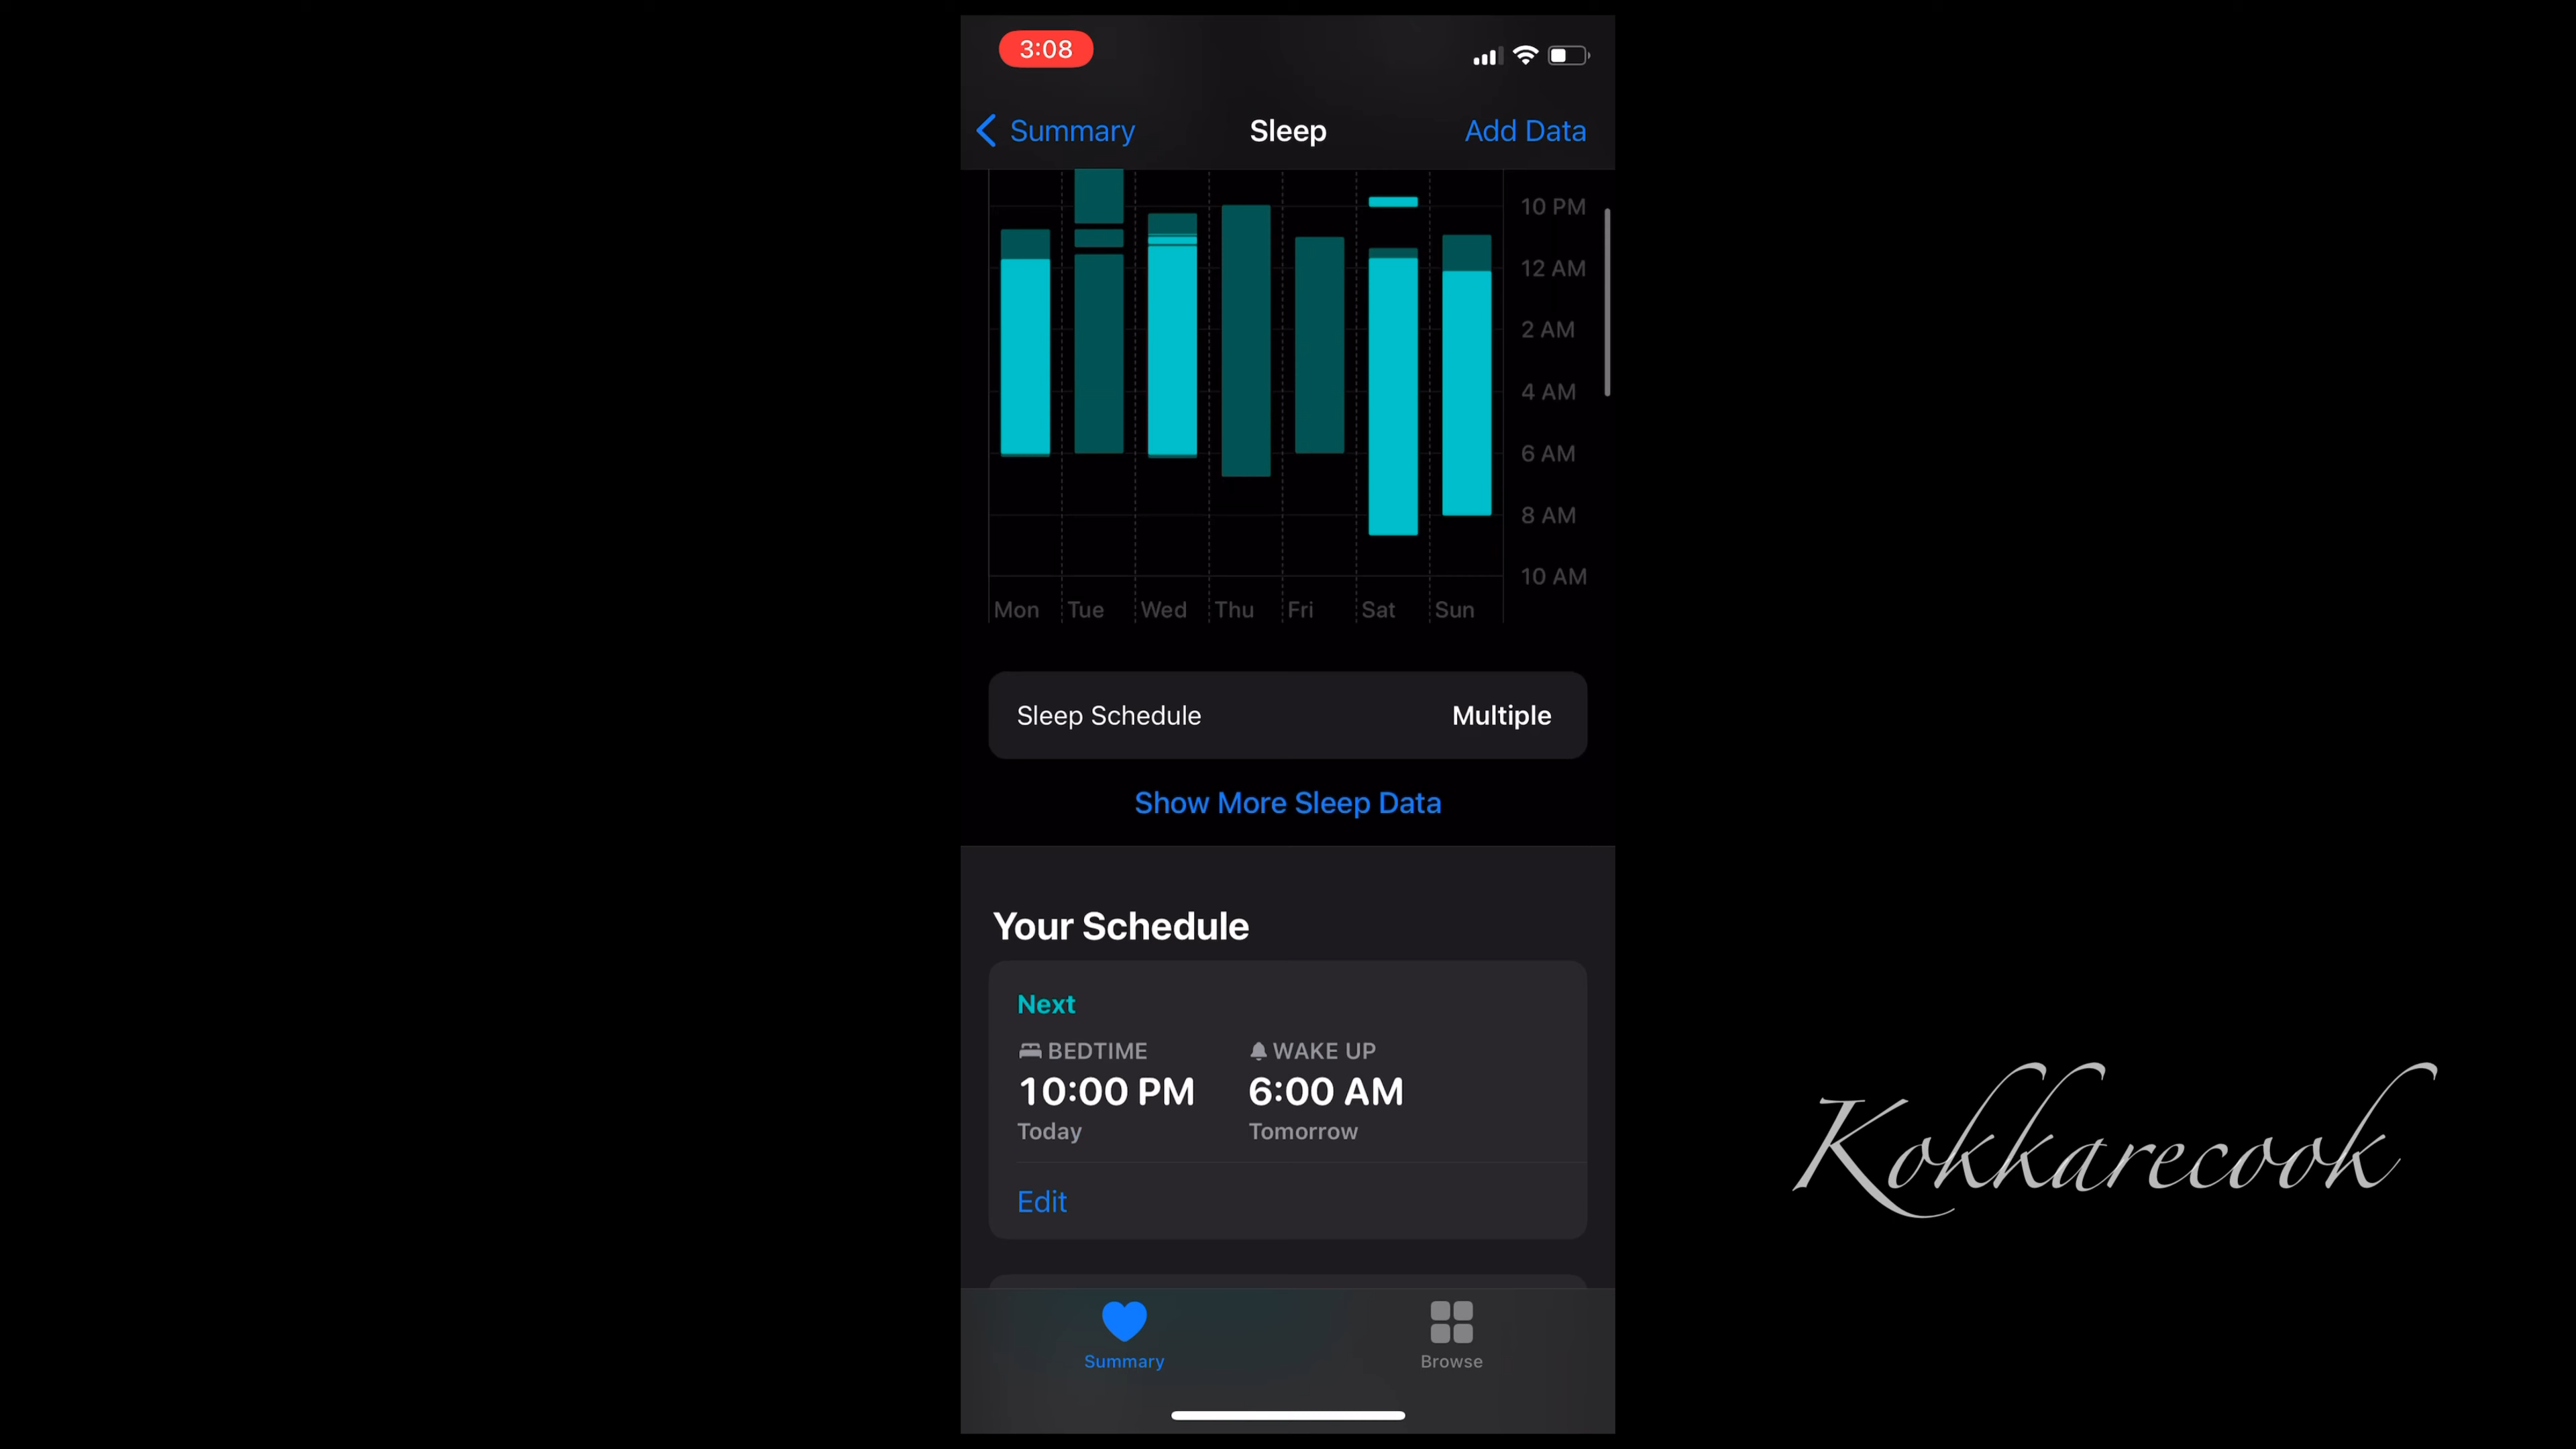 3:08
Summary Sleep Add Data
10 PM
12 AM
2 AM
4 AM
6 AM
8 AM
10 AM
Mon Tue Wed Thu Fri Sat Sun
Sleep Schedule Multiple
Show More Sleep Data
Your Schedule
Next
BEDTIME WAKE UP
10:00 PM 6:00 AM
Today Tomorrow
Edit
Summary Browse
Kokkarecook